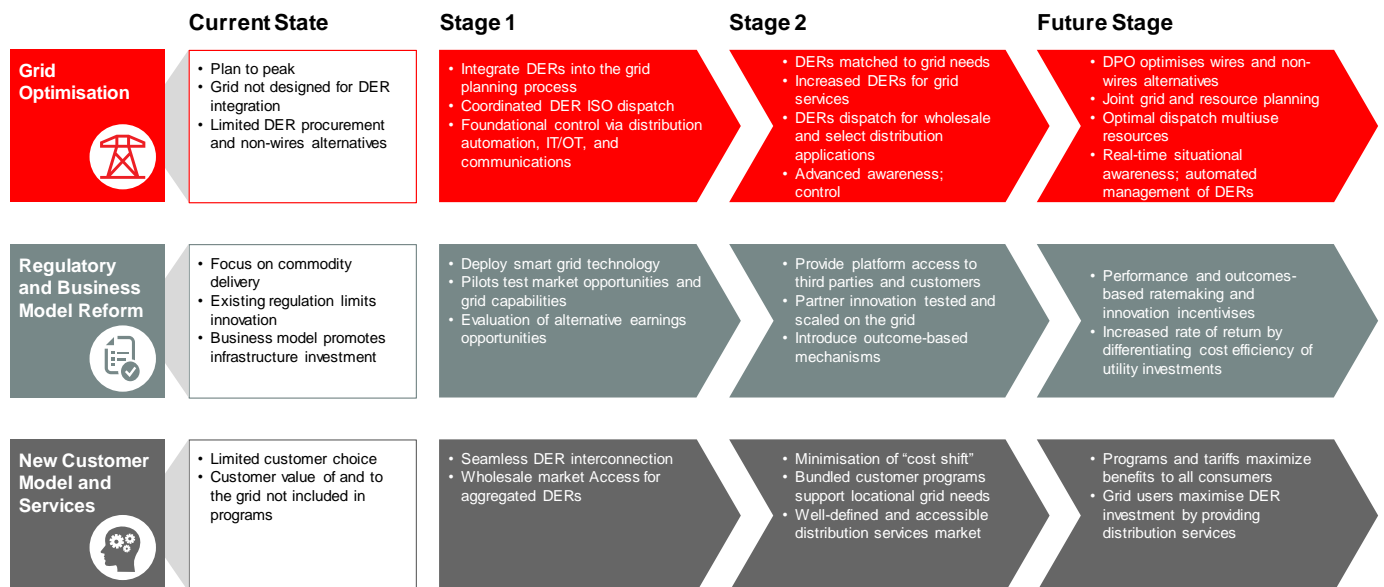 Current State
Stage 1
Stage 2
Future Stage
Grid
Optimisation
• Plan to peak
• Grid not designed for DER
integration
• Limited DER procurement
and non-wires alternatives
• Integrate DERs into the grid
planning process
• Coordinated DER ISO dispatch
• Foundational control via distribution
automation, IT/OT, and
communications
• DERs matched to grid needs
• Increased DERs for grid
services
• DERs dispatch for wholesale
and select distribution
applications
• Advanced awareness;
control
• DPO optimises wires and non-
wires alternatives
• Joint grid and resource planning
• Optimal dispatch multiuse
resources
• Real-time situational
awareness; automated
management of DERs
Regulatory
and Business
Model Reform
• Focus on commodity
delivery
• Existing regulation limits
innovation
• Business model promotes
infrastructure investment
• Deploy smart grid technology
• Pilots test market opportunities and
grid capabilities
• Evaluation of alternative earnings
opportunities
• Provide platform access to
third parties and customers
• Partner innovation tested and
scaled on the grid
• Introduce outcome-based
mechanisms
• Performance and outcomes-
based ratemaking and
innovation incentivises
• Increased rate of return by
differentiating cost efficiency of
utility investments
New Customer
Model and
Services
• Limited customer choice
• Customer value of and to
the grid not included in
programs
• Seamless DER interconnection
• Wholesale market Access for
aggregated DERs
• Minimisation of “cost shift”
• Bundled customer programs
support locational grid needs
• Well-defined and accessible
distribution services market
• Programs and tariffs maximize
benefits to all consumers
• Grid users maximise DER
investment by providing
distribution services